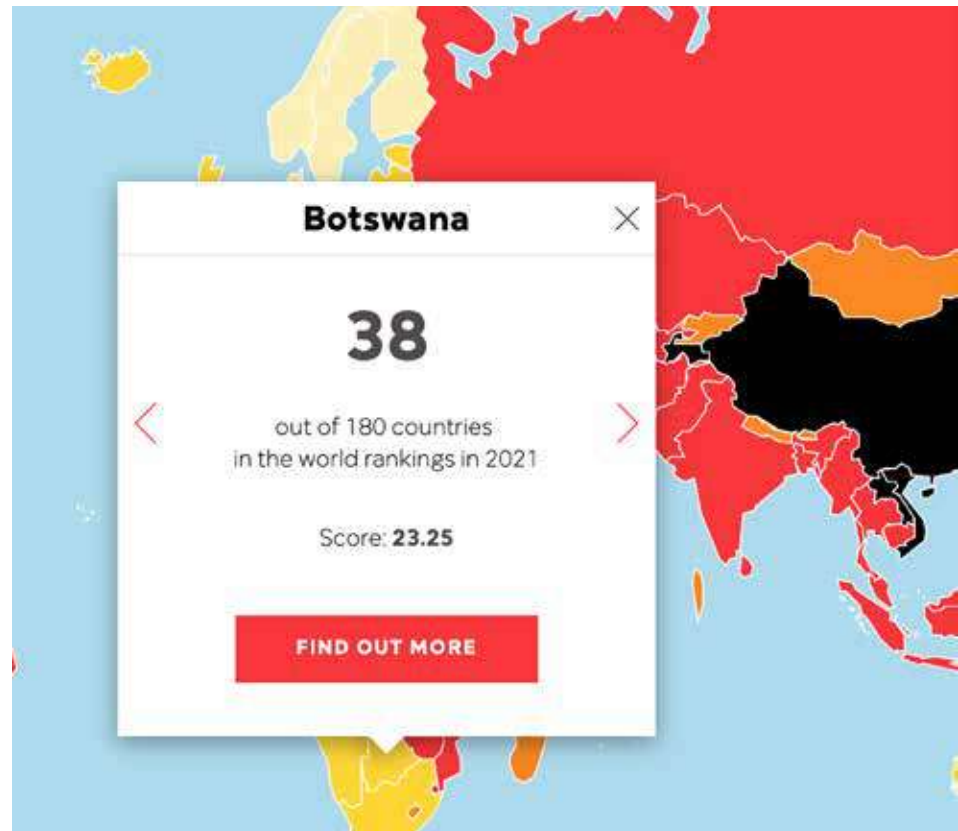 Botswana
38
out of 180 countries
in the world rankings in 2021
Score: 23.25
FIND OUT MORE